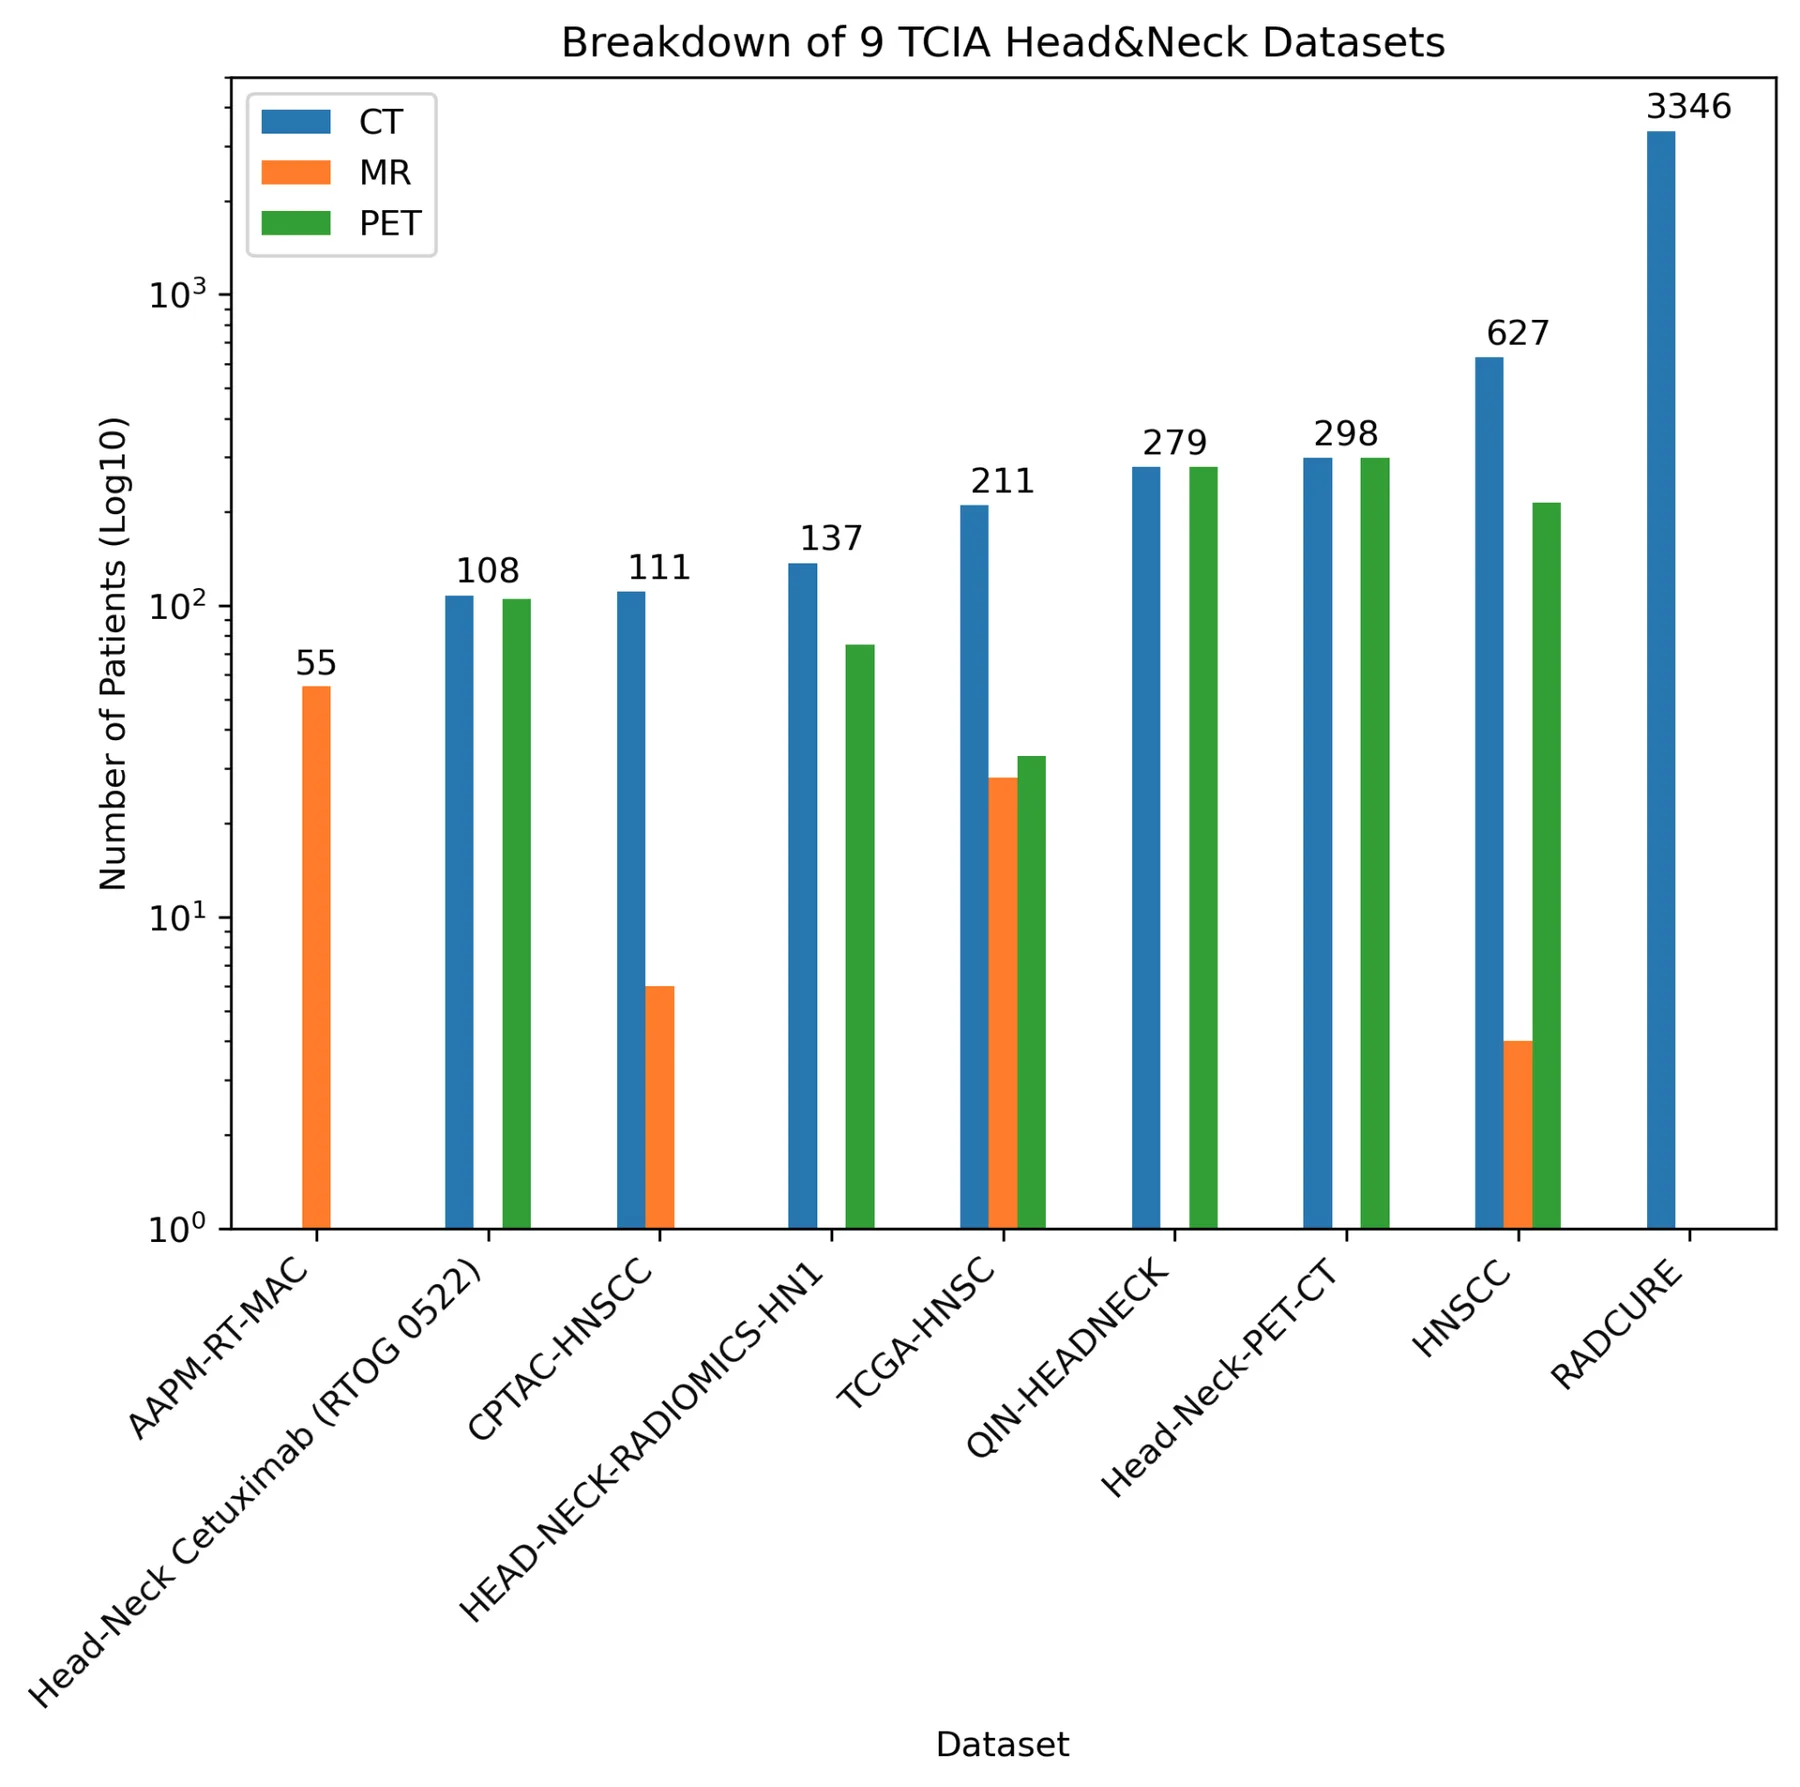 Breakdown of 9 TCIA Head&Neck Datasets
CT
MR
PET
Number of Patients (Log10)
10³
10²
10¹
10⁰
55
108
111
137
211
279
298
627
3346
AAPM-RT-MAC
Head-Neck Cetuximab (RTOG 0522)
CPTAC-HNSCC
HEAD-NECK-RADIOMICS-HN1
TCGA-HNSC
QIN-HEADNECK
Head-Neck-PET-CT
HNSCC
RADCURE
Dataset